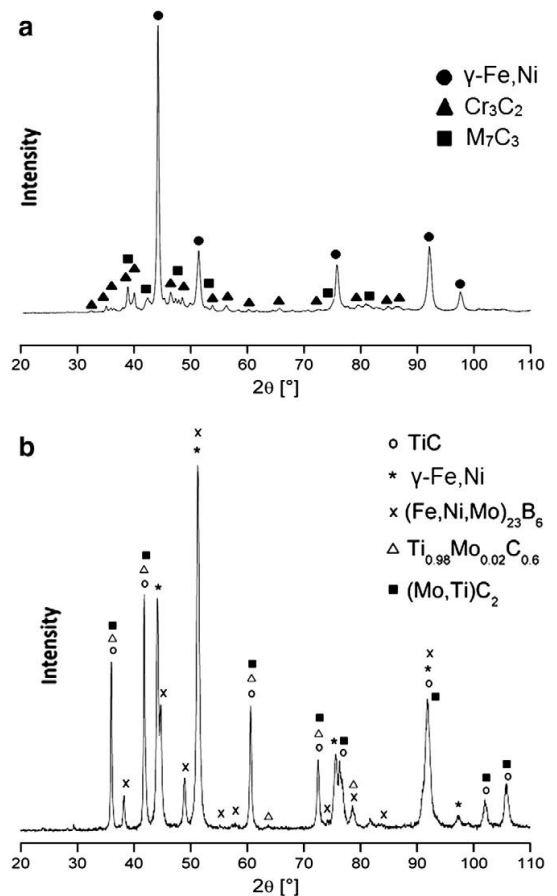 a
γ-Fe,Ni
Cr₃C₂
M₇C₃
Intensity
20 30 40 50 60 70 80 90 100 110
2θ [°]
b
TiC
γ-Fe,Ni
(Fe,Ni,Mo)₂₃B₆
Ti₀.₉₈Mo₀.₀₂C₀.₆
(Mo,Ti)C₂
Intensity
20 30 40 50 60 70 80 90 100 110
2θ [°]